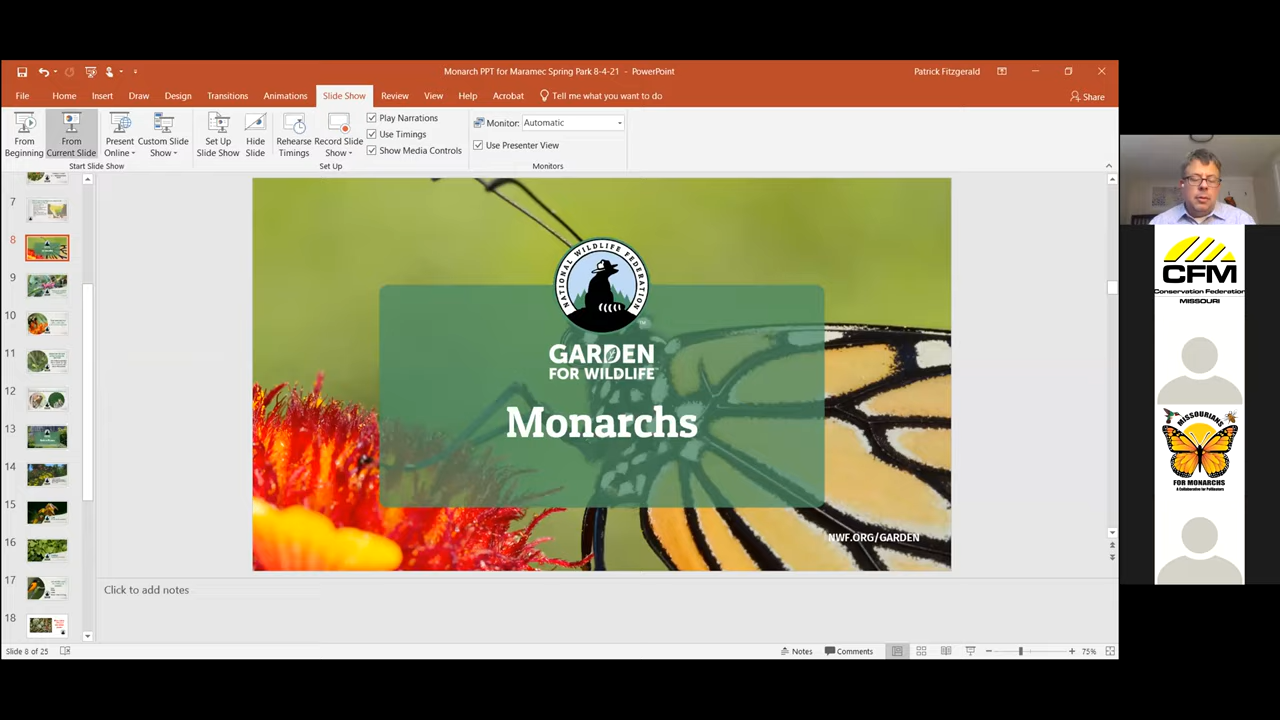 Monarch PPT for Maramec Spring Park 8-4-21 - PowerPoint
Patrick Fitzgerald
File Home Insert Draw Design Transitions Animations Slide Show Review View Help Acrobat Tell me what you want to do
Share
From Beginning
From Current Slide
Present Online
Custom Slide Show
Set Up Slide Show
Hide Slide
Rehearse Timings
Record Slide Show
Play Narrations
Use Timings
Show Media Controls
Monitor: Automatic
Use Presenter View
Start Slide Show
Set Up
Monitors
7
8
9
10
11
12
13
14
15
16
17
18
NATIONAL WILDLIFE FEDERATION
TM
GARDEN
FOR WILDLIFE
Monarchs
NWF.ORG/GARDEN
Click to add notes
Slide 8 of 25
Notes
Comments
75%
CFM
Conservation Federation
MISSOURI
MISSOURIANS
FOR MONARCHS
A Collaborative for Pollinators